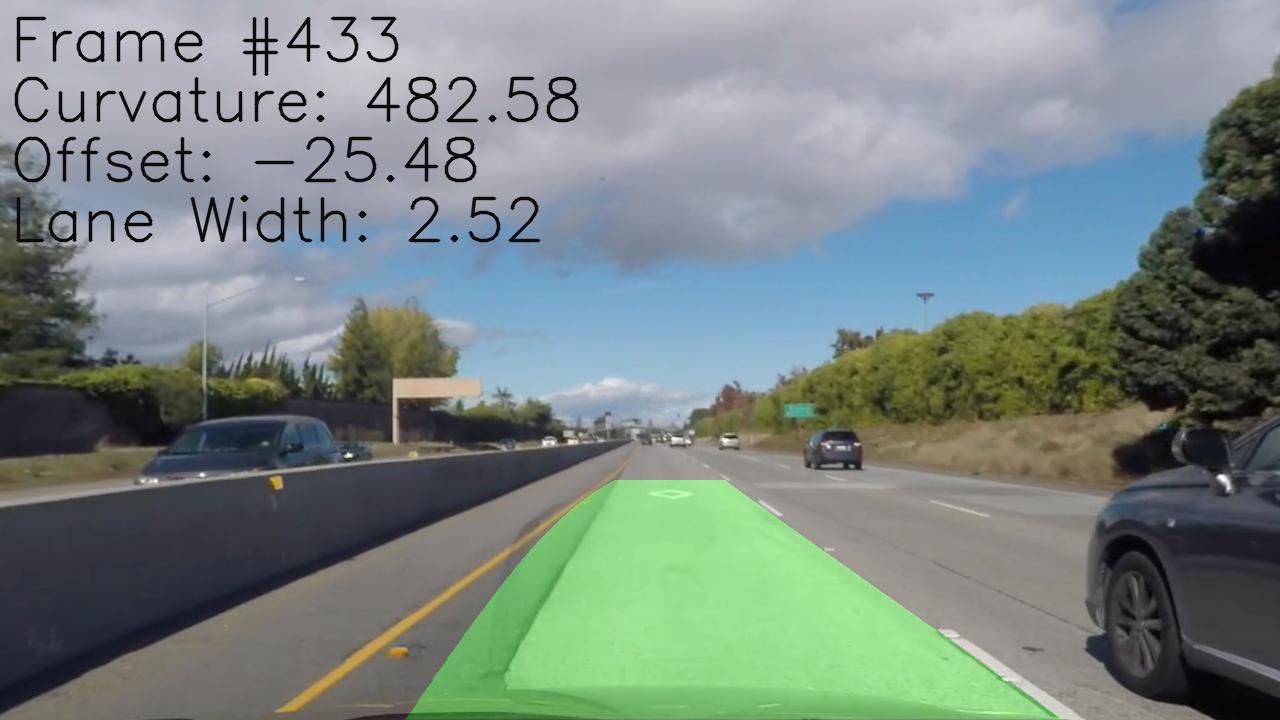 Frame #433
Curvature: 482.58
Offset: -25.48
Lane Width: 2.52